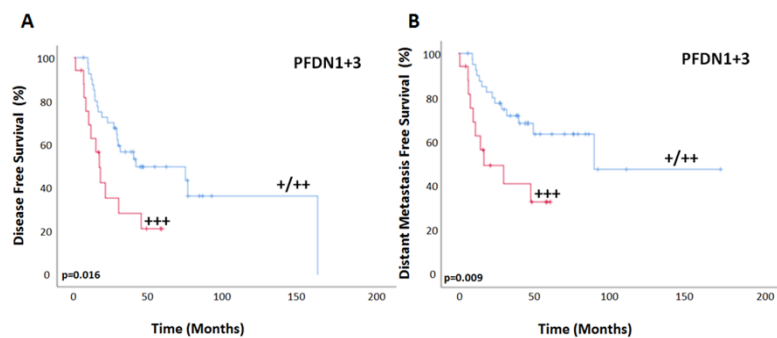 A
PFDN1+3
Disease Free Survival (%)
100
80
60
40
20
0
+/++
+++
p=0.016
0
50
100
150
200
Time (Months)
B
PFDN1+3
Distant Metastasis Free Survival (%)
100
80
60
40
20
0
+/++
+++
p=0.009
0
50
100
150
200
Time (Months)